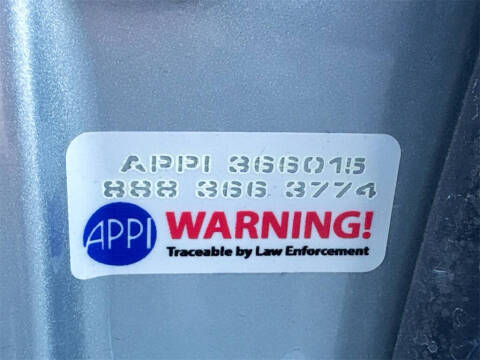 APPI 366015
888 366 3774
APPI WARNING!
Traceable by Law Enforcement